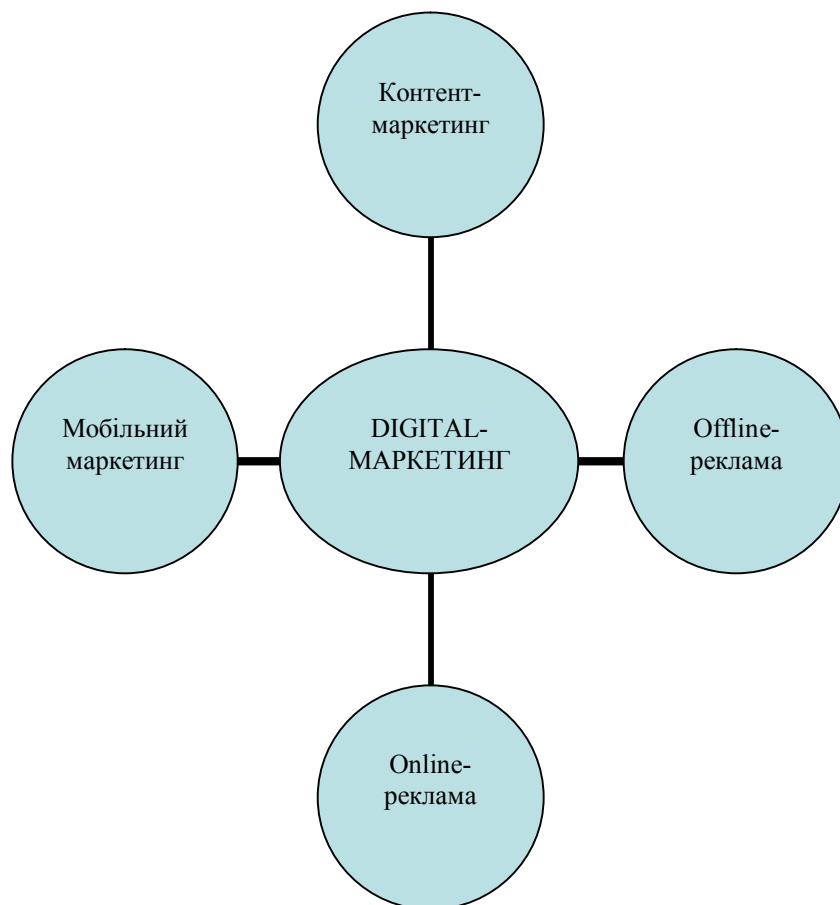 Контент-
маркетинг
Мобільний
маркетинг
DIGITAL-
МАРКЕТИНГ
Offline-
реклама
Online-
реклама